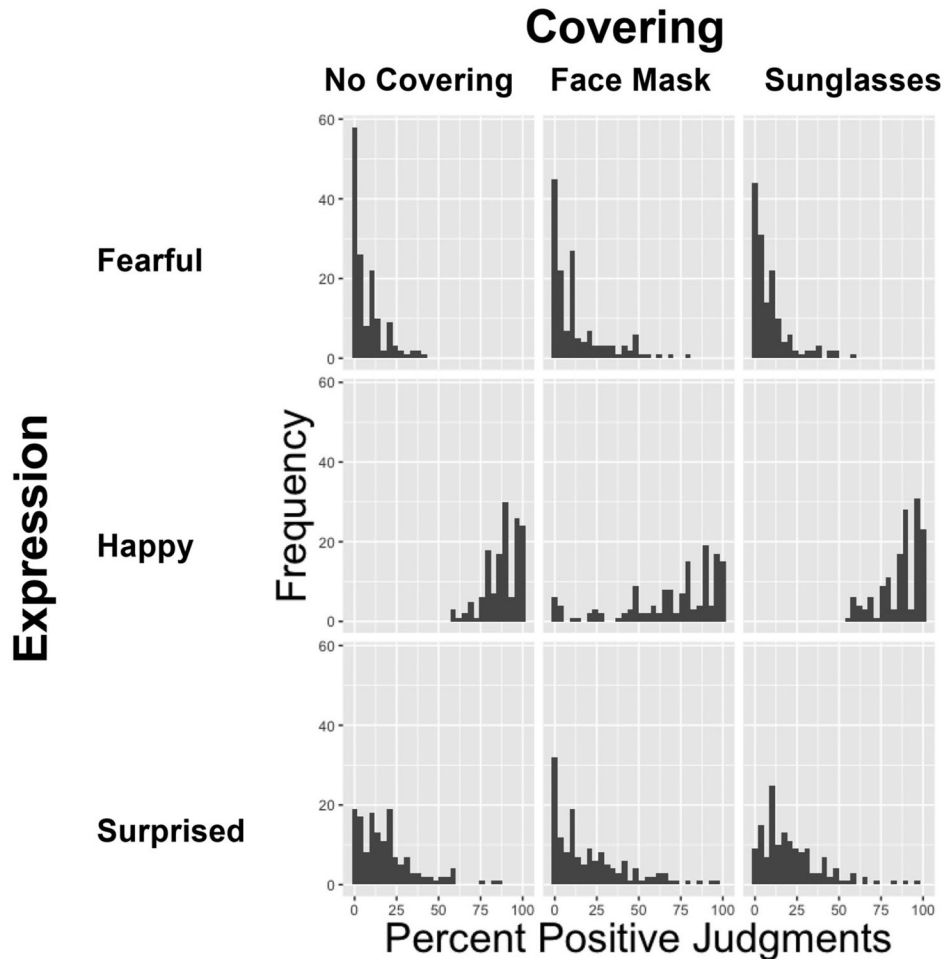 Covering
No Covering Face Mask Sunglasses
60
40
20
0
Fearful
60
40
20
0
Happy
60
40
20
0
Surprised
Expression
Frequency
0 25 50 75 100 0 25 50 75 100 0 25 50 75 100
Percent Positive Judgments